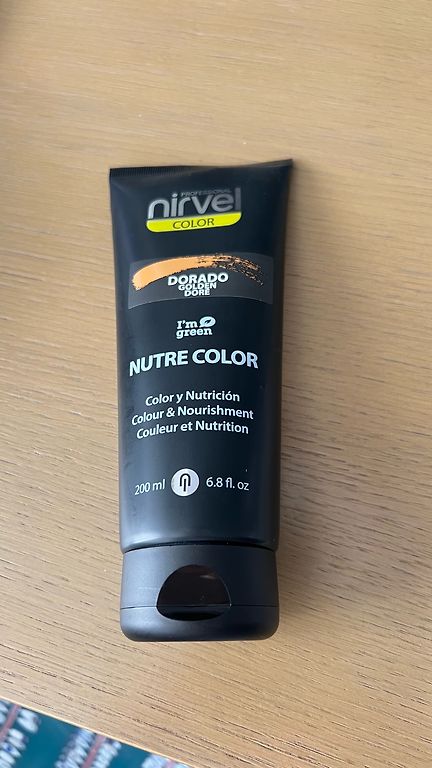 PROFESSIONAL
nirvel
COLOR
DORADO
GOLDEN
DORÉ
I'm
green
NUTRE COLOR
Color y Nutrición
Colour & Nourishment
Couleur et Nutrition
200 ml 6.8 fl. oz